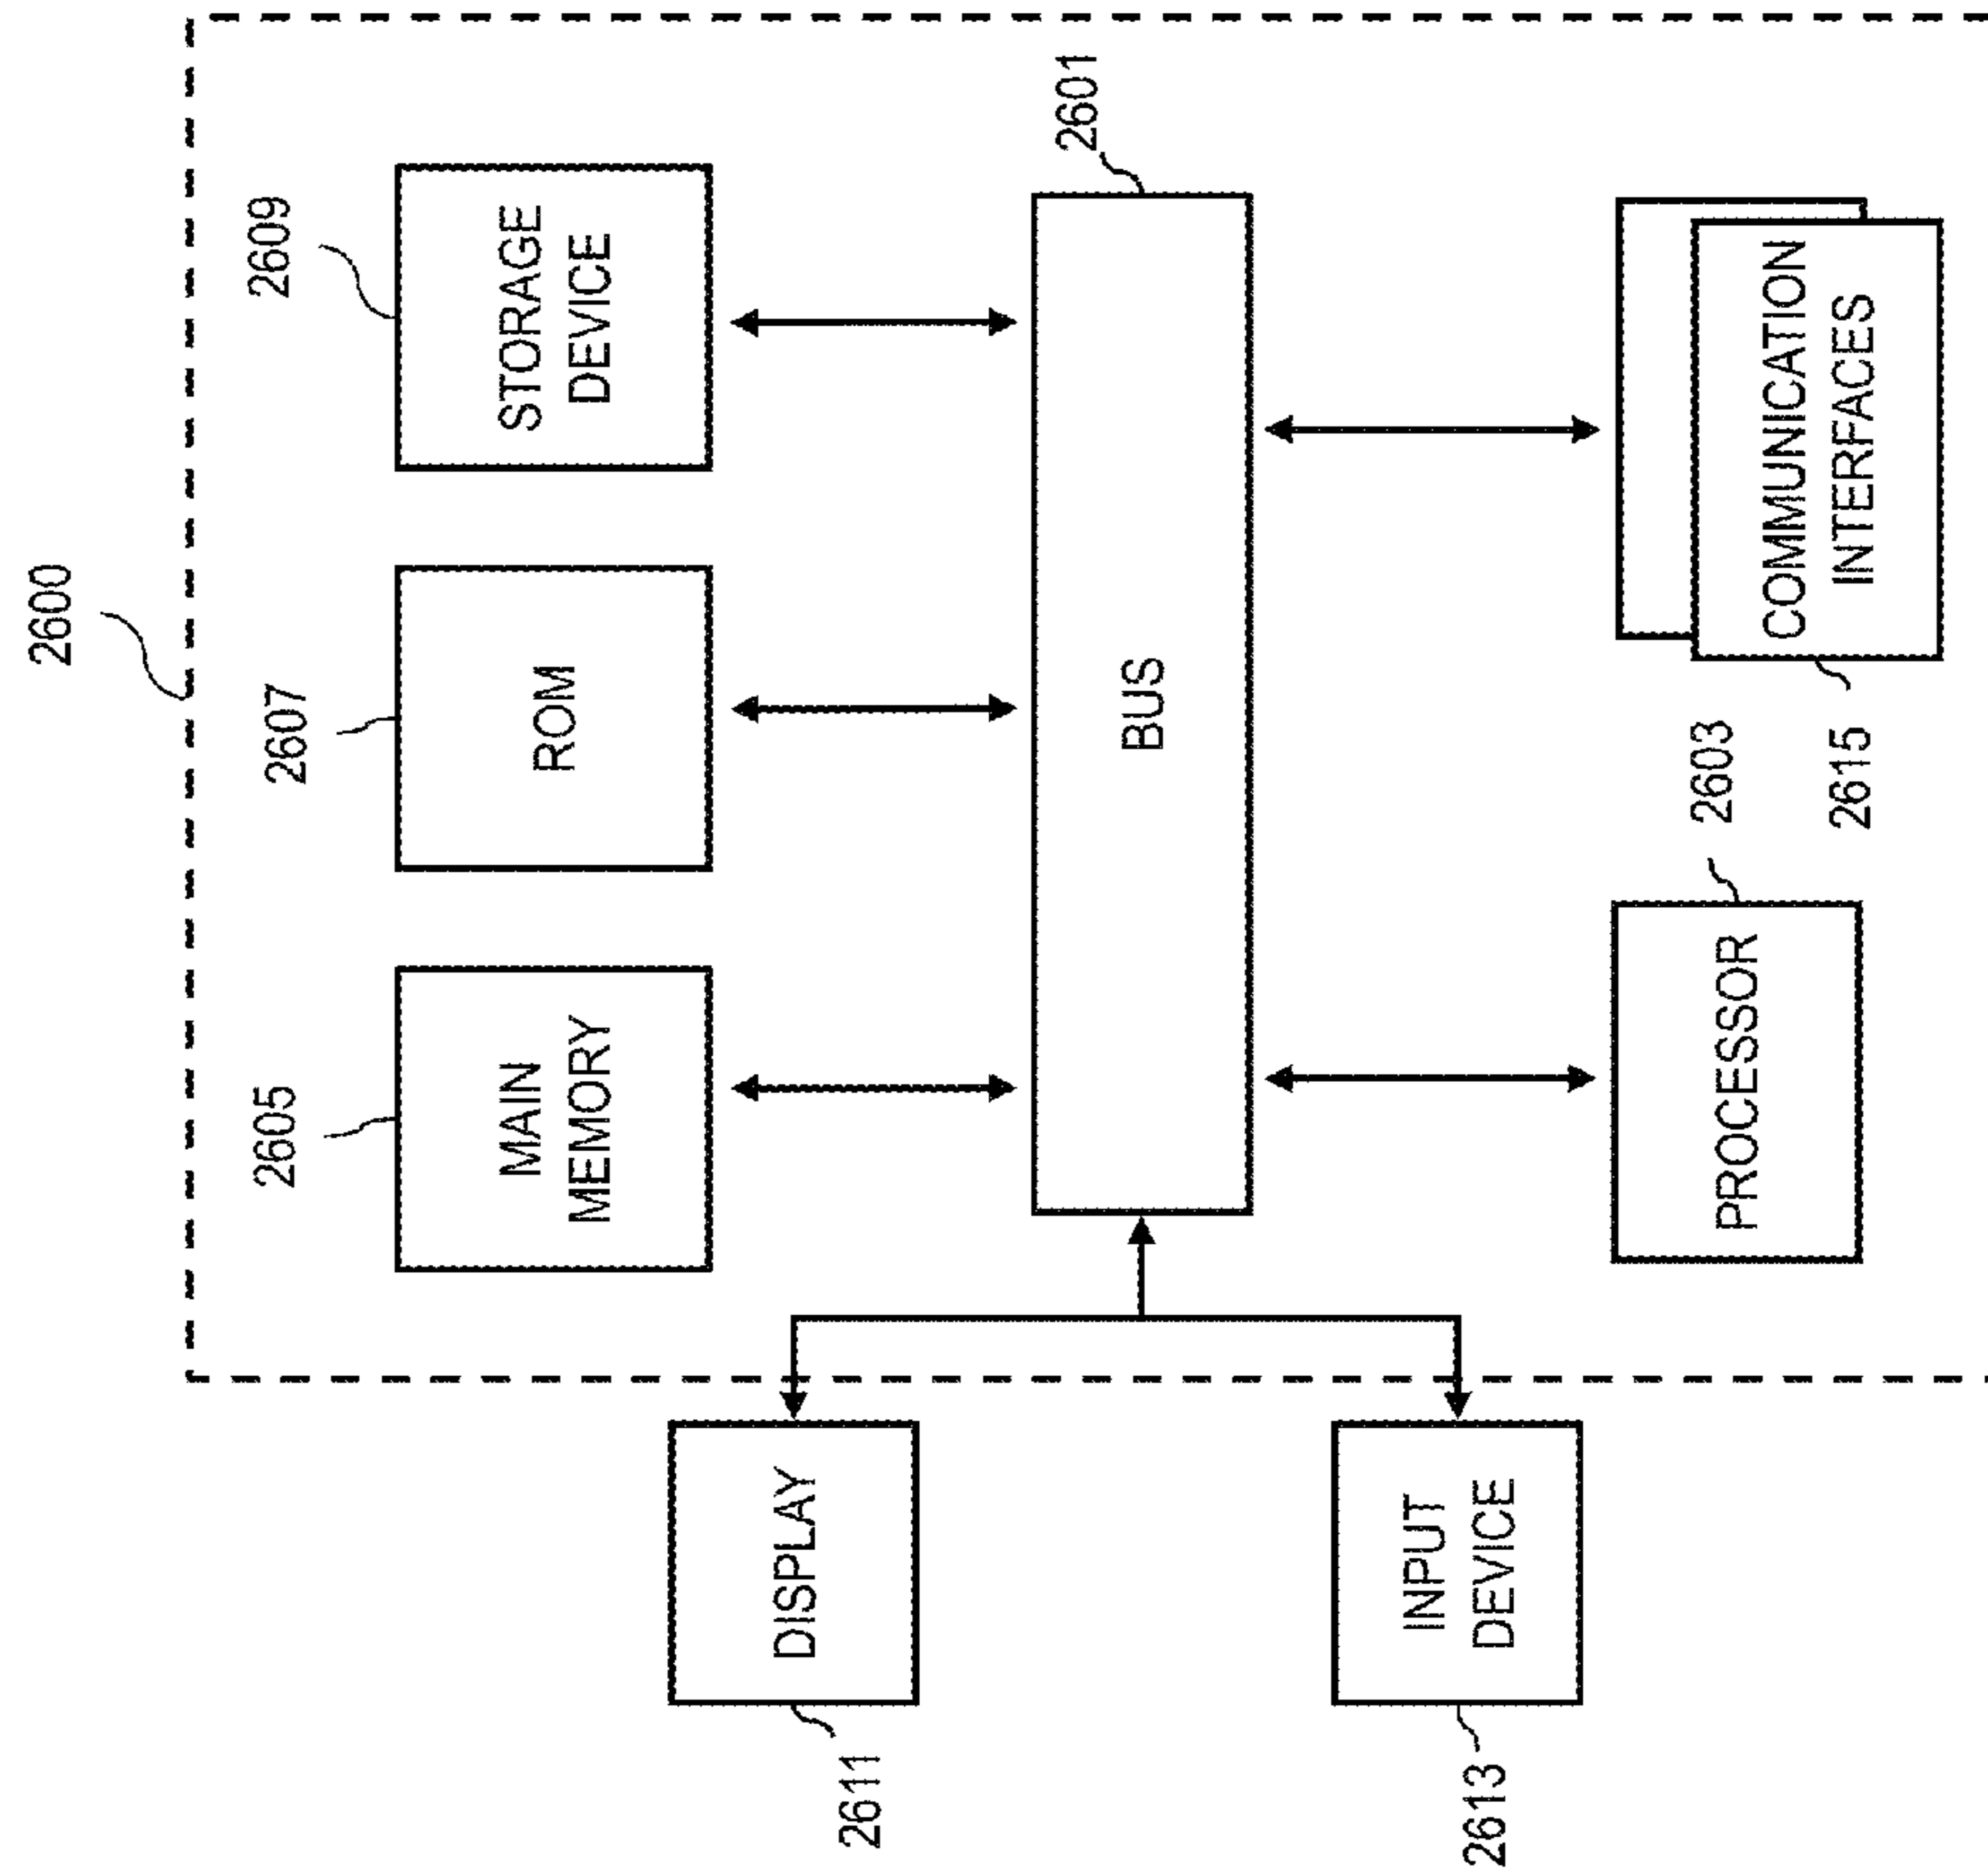 2600
2605
2607
2609
MAIN
MEMORY
ROM
STORAGE
DEVICE
2611
DISPLAY
BUS
2601
2613
INPUT
DEVICE
PROCESSOR
2603
2615
COMMUNICATION
INTERFACES